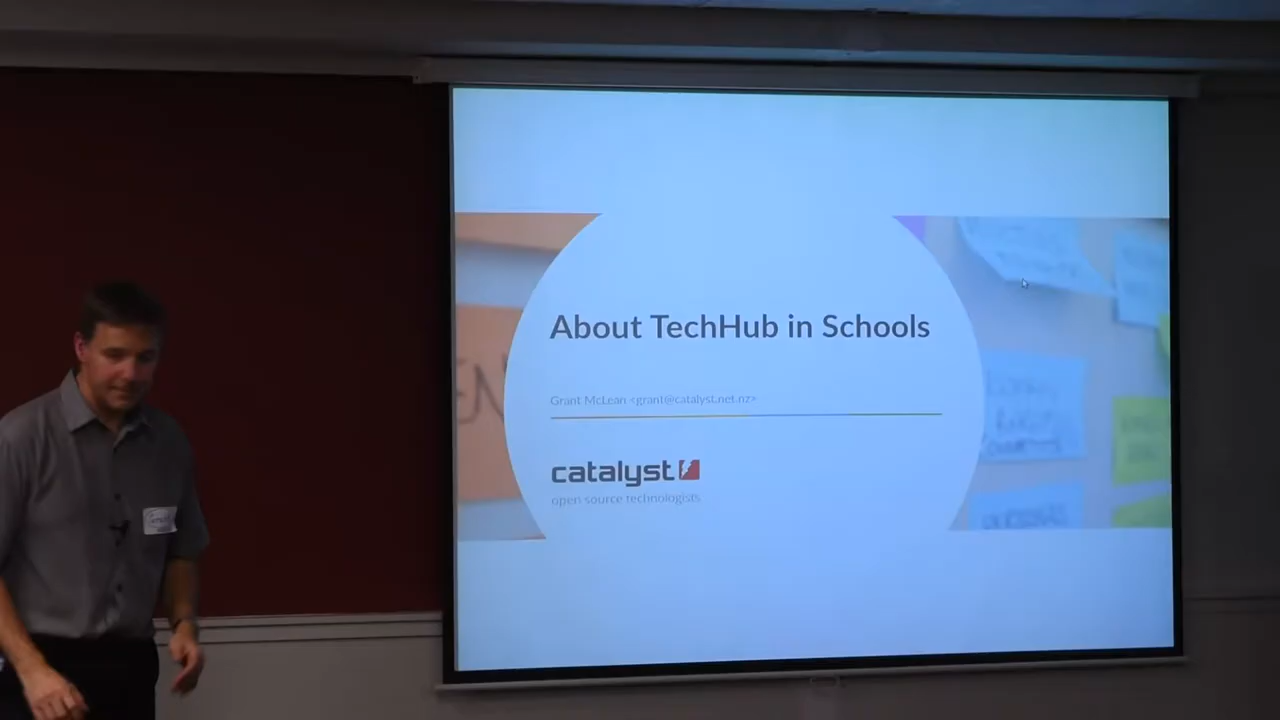 About TechHub in Schools
Grant McLean <grant@catalyst.net.nz>
catalyst
open source technologists